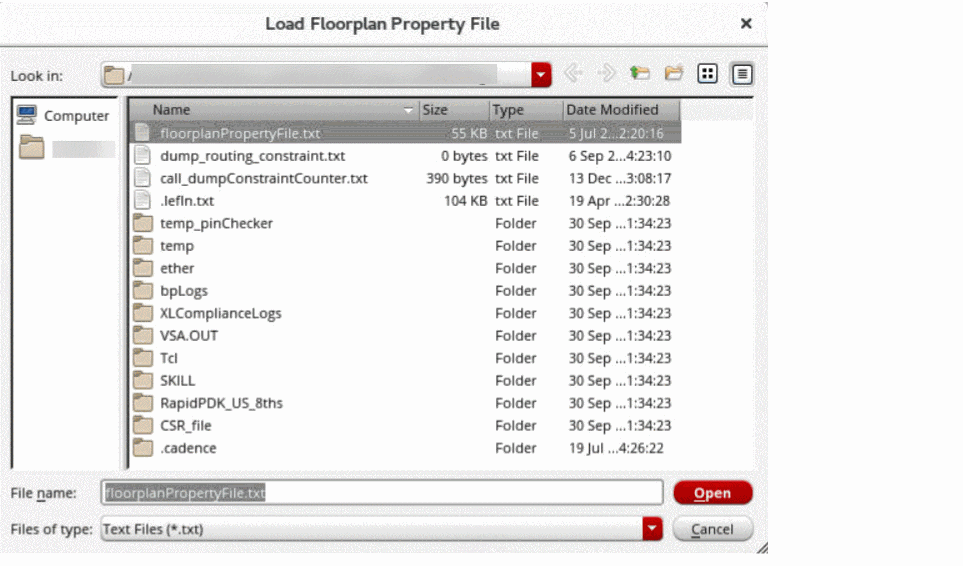 Load Floorplan Property File
Look in: /
Computer
Name Size Type Date Modified
floorplanPropertyFile.txt 55 KB txt File 5 Jul 2...2:20:16
dump_routing_constraint.txt 0 bytes txt File 6 Sep 2...4:23:10
call_dumpConstraintCounter.txt 390 bytes txt File 13 Dec ...3:08:17
.lefIn.txt 104 KB txt File 19 Apr ...2:30:28
temp_pinChecker Folder 30 Sep ...1:34:23
temp Folder 30 Sep ...1:34:23
ether Folder 30 Sep ...1:34:23
bpLogs Folder 30 Sep ...1:34:23
XLComplianceLogs Folder 30 Sep ...1:34:23
VSA.OUT Folder 30 Sep ...1:34:23
Tcl Folder 30 Sep ...1:34:23
SKILL Folder 30 Sep ...1:34:23
RapidPDK_US_8ths Folder 30 Sep ...1:34:23
CSR_file Folder 30 Sep ...1:34:23
.cadence Folder 19 Jul ...4:26:22
File name: floorplanPropertyFile.txt Open
Files of type: Text Files (*.txt) Cancel